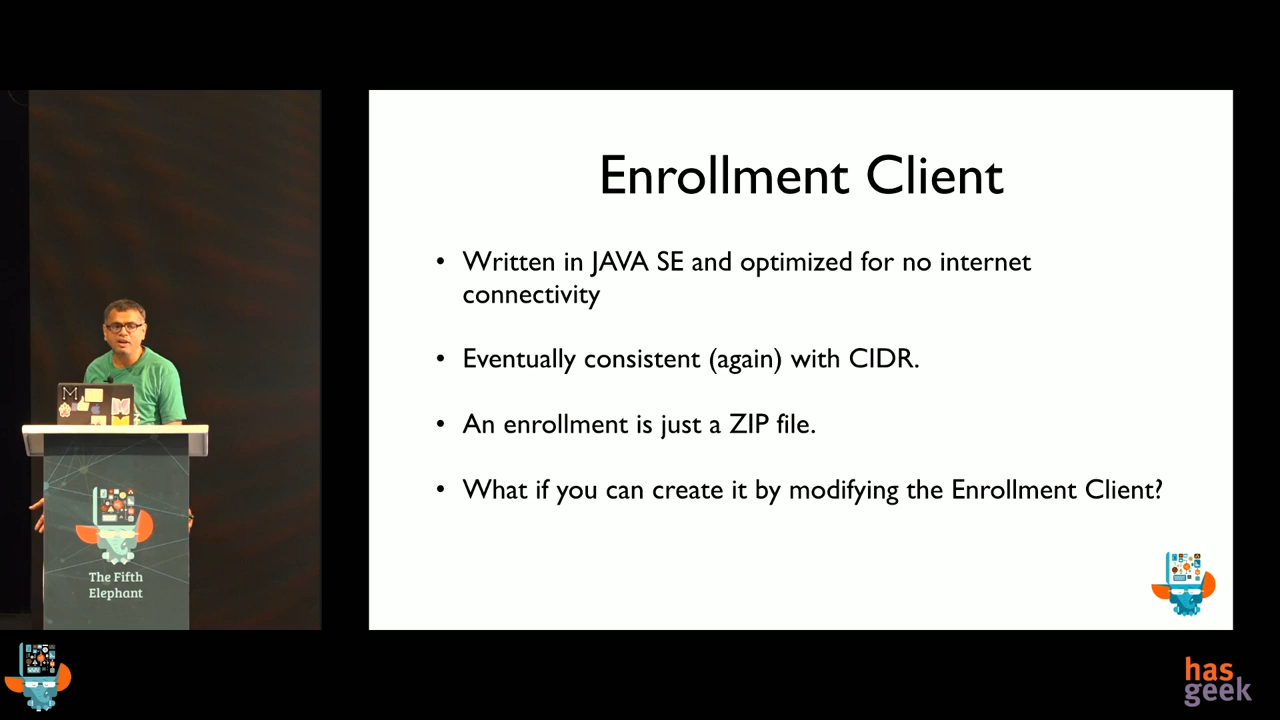 Enrollment Client
• Written in JAVA SE and optimized for no internet
connectivity
• Eventually consistent (again) with CIDR.
• An enrollment is just a ZIP file.
• What if you can create it by modifying the Enrollment Client?
The Fifth
Elephant
has
geek